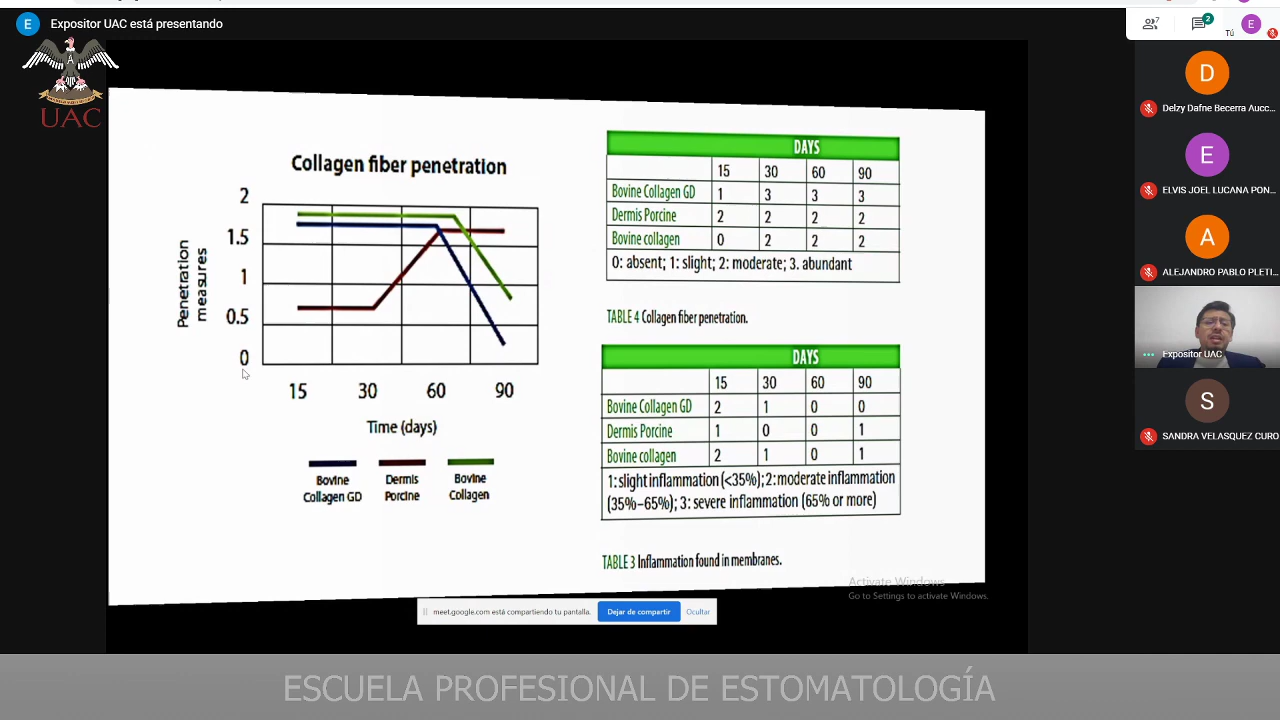 E Expositor UAC está presentando
7
2
Tú
E
UAC
Collagen fiber penetration
Penetration measures
2
1.5
1
0.5
0
15 30 60 90
Time (days)
Bovine Collagen GD
Dermis Porcine
Bovine Collagen
DAYS
15 30 60 90
Bovine Collagen GD 1 3 3 3
Dermis Porcine 2 2 2 2
Bovine collagen 0 2 2 2
0: absent; 1: slight; 2: moderate; 3. abundant
TABLE 4 Collagen fiber penetration.
DAYS
15 30 60 90
Bovine Collagen GD 2 1 0 0
Dermis Porcine 1 0 0 1
Bovine collagen 2 1 0 1
1: slight inflammation (<35%); 2: moderate inflammation
(35%–65%); 3: severe inflammation (65% or more)
TABLE 3 Inflammation found in membranes.
Activate Windows
Go to Settings to activate Windows.
meet.google.com está compartiendo tu pantalla.
Dejar de compartir
Ocultar
D
Delzy Dafne Becerra Aucc...
E
ELVIS JOEL LUCANA PON...
A
ALEJANDRO PABLO PLETI...
Expositor UAC
S
SANDRA VELASQUEZ CURO
ESCUELA PROFESIONAL DE ESTOMATOLOGÍA